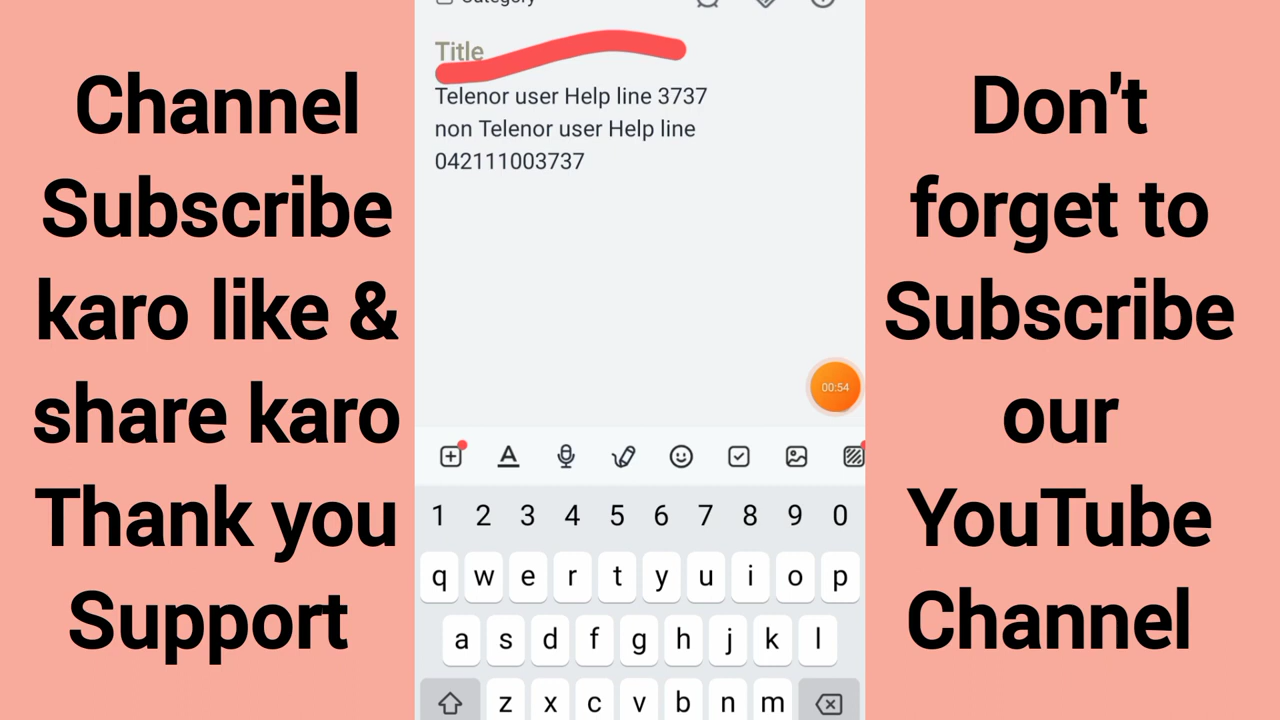 Channel
Subscribe
karo like &
share karo
Thank you
Support
Category
Title
Telenor user Help line 3737
non Telenor user Help line
042111003737
00:54
A
1 2 3 4 5 6 7 8 9 0
q w e r t y u i o p
a s d f g h j k l
z x c v b n m
Don't
forget to
Subscribe
our
YouTube
Channel